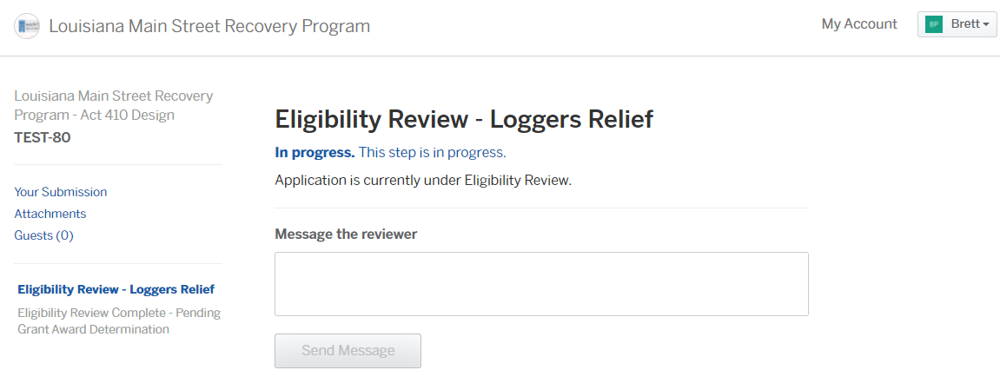 Louisiana Main Street Recovery Program
My Account
BP
Brett
Louisiana Main Street Recovery
Program - Act 410 Design
TEST-80
Your Submission
Attachments
Guests (0)
Eligibility Review - Loggers Relief
Eligibility Review Complete - Pending
Grant Award Determination
Eligibility Review - Loggers Relief
In progress. This step is in progress.
Application is currently under Eligibility Review.
Message the reviewer
Send Message